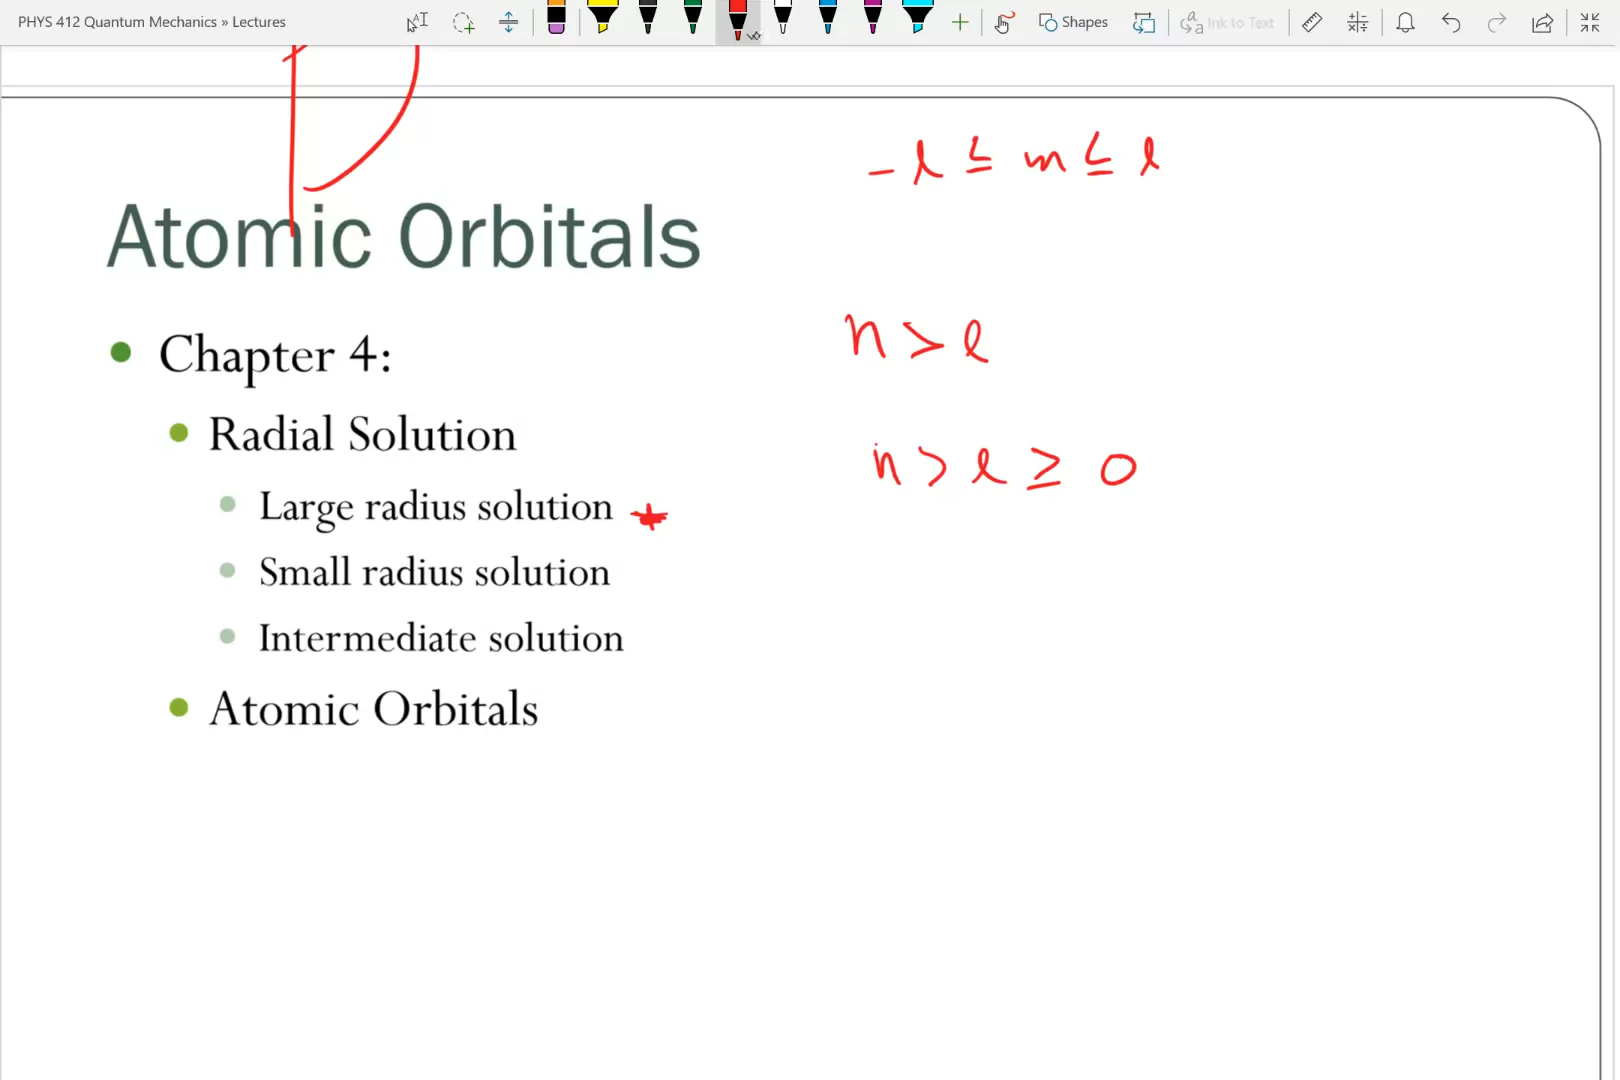 PHYS 412 Quantum Mechanics » Lectures
Shapes
Link to Text
-l ≤ m ≤ l
Atomic Orbitals
n > l
Chapter 4:
Radial Solution
n > l ≥ 0
Large radius solution
Small radius solution
Intermediate solution
Atomic Orbitals